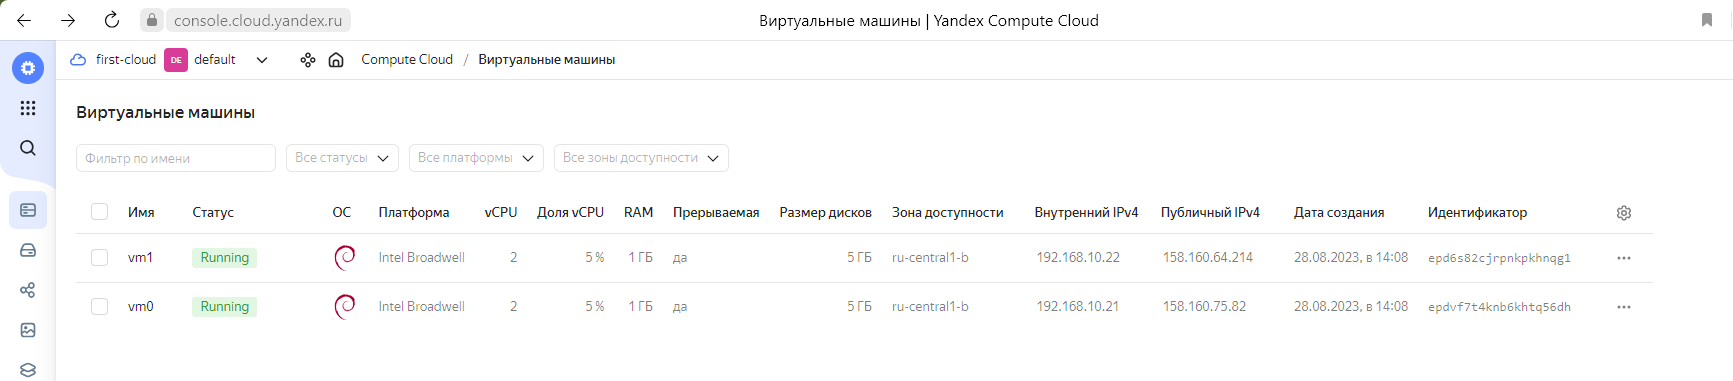 console.cloud.yandex.ru Виртуальные машины | Yandex Compute Cloud
first-cloud DE default Compute Cloud / Виртуальные машины
Виртуальные машины
Фильтр по имени Все статусы Все платформы Все зоны доступности
Имя Статус ОС Платформа vCPU Доля vCPU RAM Прерываемая Размер дисков Зона доступности Внутренний IPv4 Публичный IPv4 Дата создания Идентификатор
vm1 Running Intel Broadwell 2 5 % 1 ГБ да 5 ГБ ru-central1-b 192.168.10.22 158.160.64.214 28.08.2023, в 14:08 epd6s82cjrpnkpkhnqg1
vm0 Running Intel Broadwell 2 5 % 1 ГБ да 5 ГБ ru-central1-b 192.168.10.21 158.160.75.82 28.08.2023, в 14:08 epdvf7t4knb6khtq56dh